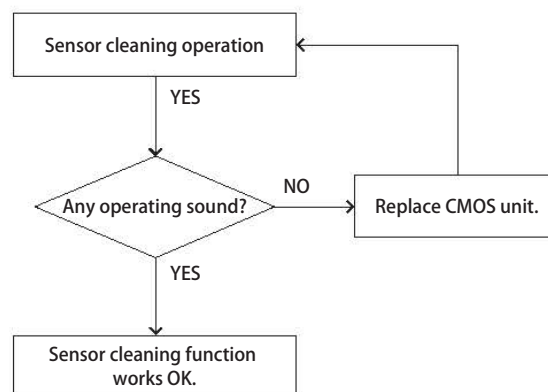 Sensor cleaning operation
YES
Any operating sound?
NO
Replace CMOS unit.
YES
Sensor cleaning function
works OK.